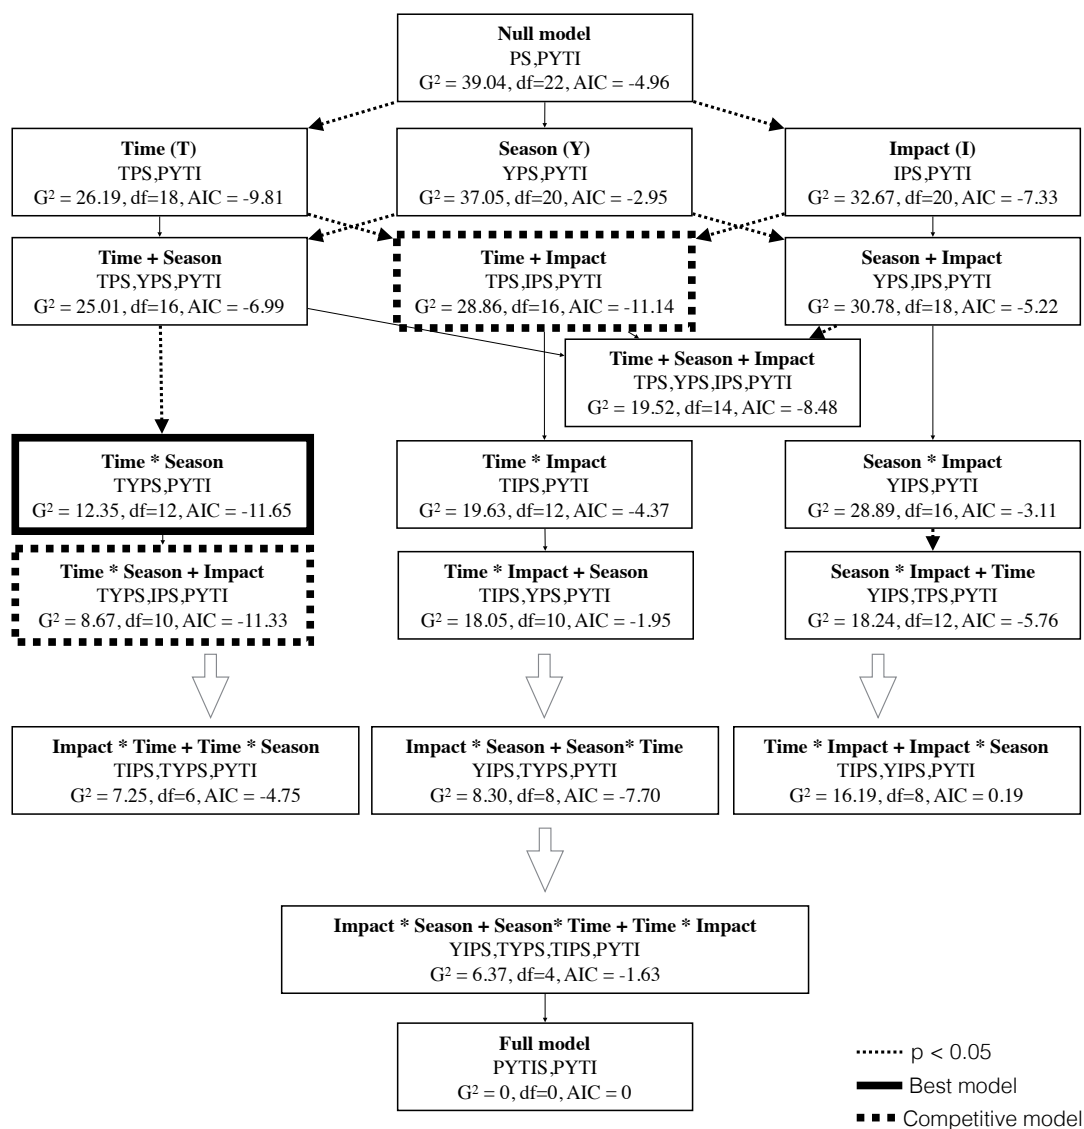 Null model
PS,PYTI
G² = 39.04, df=22, AIC = -4.96
Time (T)
TPS,PYTI
G² = 26.19, df=18, AIC = -9.81
Season (Y)
YPS,PYTI
G² = 37.05, df=20, AIC = -2.95
Impact (I)
IPS,PYTI
G² = 32.67, df=20, AIC = -7.33
Time + Season
TPS,YPS,PYTI
G² = 25.01, df=16, AIC = -6.99
Time + Impact
TPS,IPS,PYTI
G² = 28.86, df=16, AIC = -11.14
Season + Impact
YPS,IPS,PYTI
G² = 30.78, df=18, AIC = -5.22
Time + Season + Impact
TPS,YPS,IPS,PYTI
G² = 19.52, df=14, AIC = -8.48
Time * Season
TYPS,PYTI
G² = 12.35, df=12, AIC = -11.65
Time * Impact
TIPS,PYTI
G² = 19.63, df=12, AIC = -4.37
Season * Impact
YIPS,PYTI
G² = 28.89, df=16, AIC = -3.11
Time * Season + Impact
TYPS,IPS,PYTI
G² = 8.67, df=10, AIC = -11.33
Time * Impact + Season
TIPS,YPS,PYTI
G² = 18.05, df=10, AIC = -1.95
Season * Impact + Time
YIPS,TPS,PYTI
G² = 18.24, df=12, AIC = -5.76
Impact * Time + Time * Season
TIPS,TYPS,PYTI
G² = 7.25, df=6, AIC = -4.75
Impact * Season + Season* Time
YIPS,TYPS,PYTI
G² = 8.30, df=8, AIC = -7.70
Time * Impact + Impact * Season
TIPS,YIPS,PYTI
G² = 16.19, df=8, AIC = 0.19
Impact * Season + Season* Time + Time * Impact
YIPS,TYPS,TIPS,PYTI
G² = 6.37, df=4, AIC = -1.63
Full model
PYTIS,PYTI
G² = 0, df=0, AIC = 0
p < 0.05
Best model
Competitive model